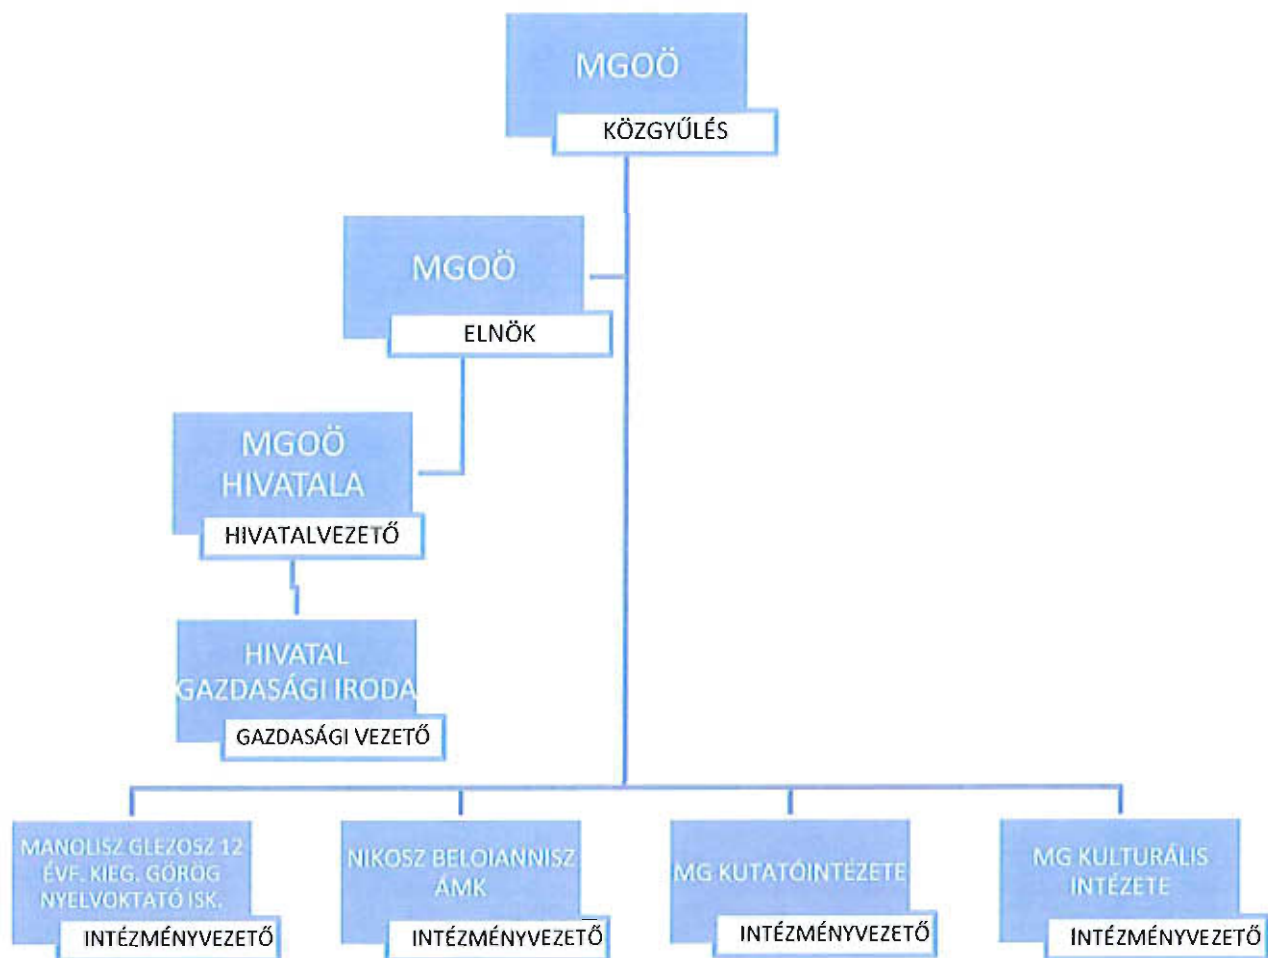 MGOÖ
KÖZGYŰLÉS
MGOÖ
ELNÖK
MGOÖ
HIVATALA
HIVATALVEZETŐ
HIVATAL
GAZDASÁGI IRODA
GAZDASÁGI VEZETŐ
MANOLISZ GLEZOSZ 12
ÉVF. KIEG. GÖRÖG
NYELVOKTATÓ ISK.
INTÉZMÉNYVEZETŐ
NIKOSZ BELOIANNISZ
ÁMK
INTÉZMÉNYVEZETŐ
MG KUTATÓINTÉZETE
INTÉZMÉNYVEZETŐ
MG KULTURÁLIS
INTÉZETE
INTÉZMÉNYVEZETŐ